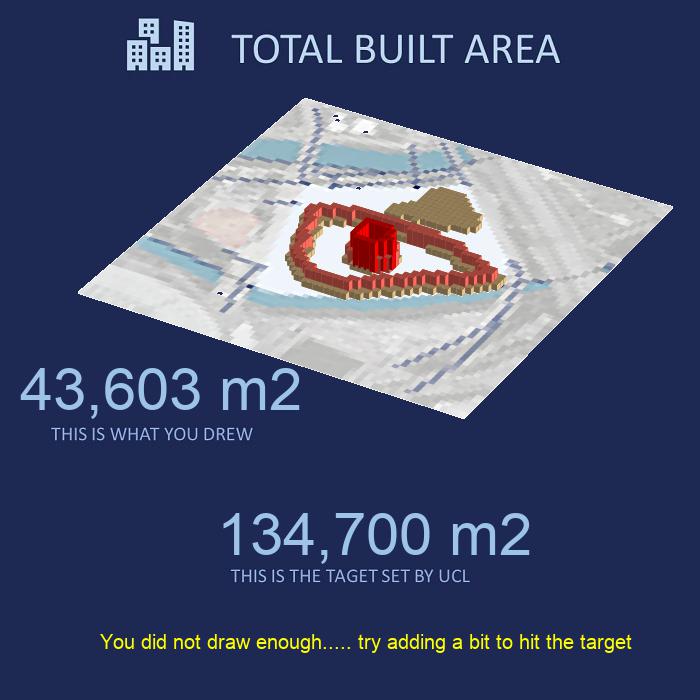 TOTAL BUILT AREA
43,603 m2
THIS IS WHAT YOU DREW
134,700 m2
THIS IS THE TAGET SET BY UCL
You did not draw enough..... try adding a bit to hit the target